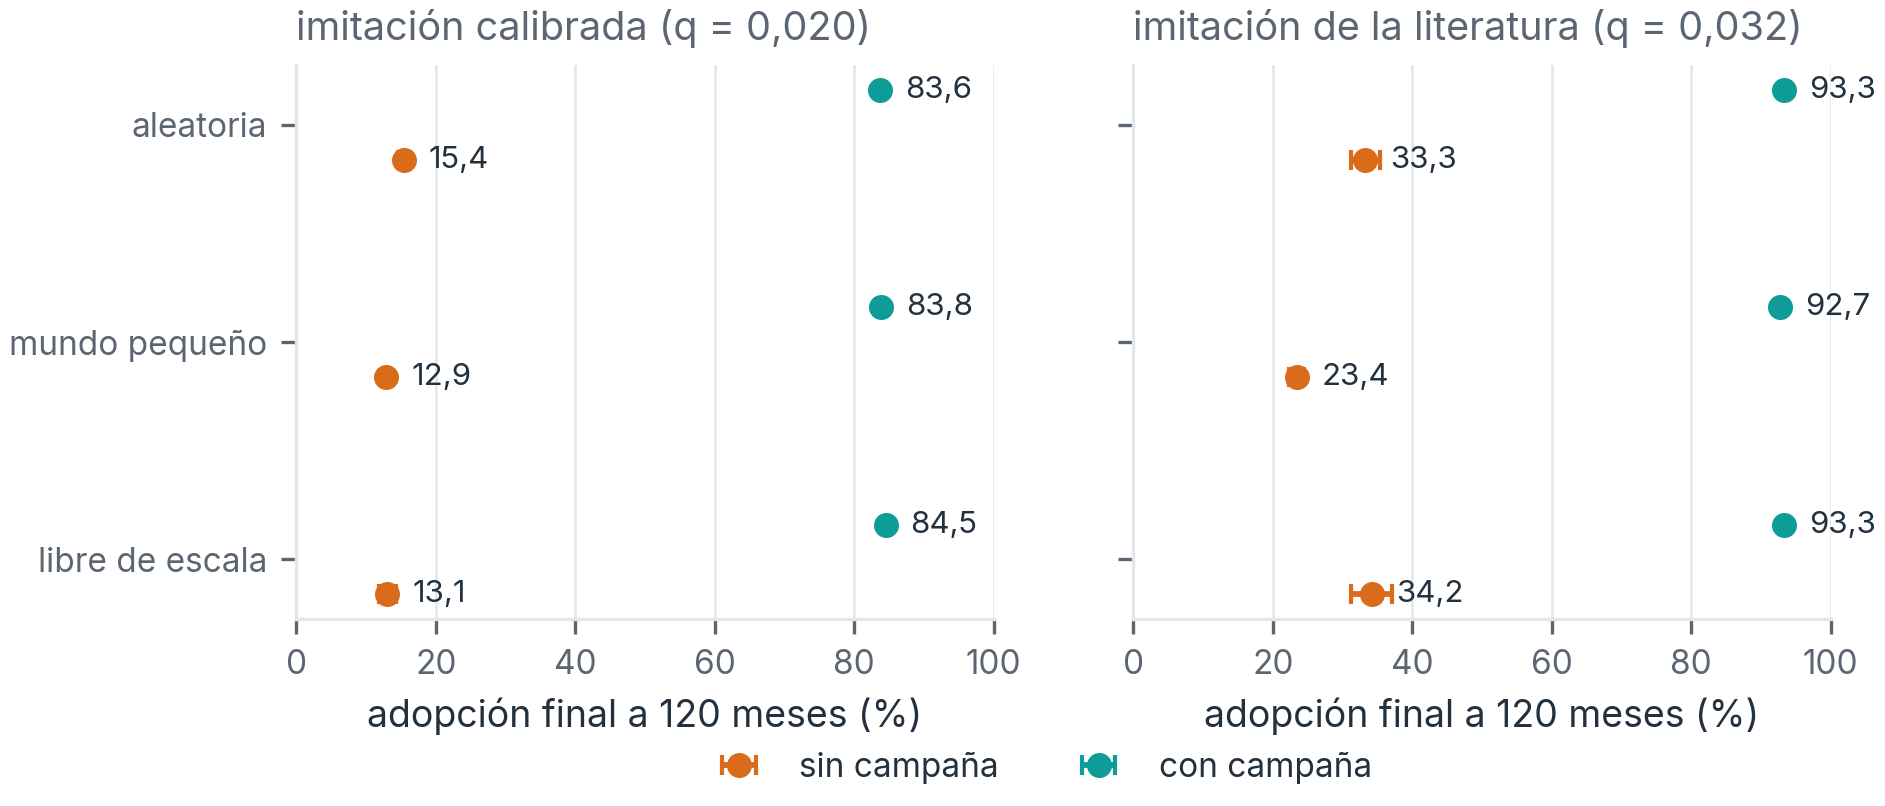 imitación calibrada (q = 0,020)
aleatoria
83,6
15,4
mundo pequeño
83,8
12,9
libre de escala
84,5
13,1
0 20 40 60 80 100
adopción final a 120 meses (%)
imitación de la literatura (q = 0,032)
93,3
33,3
92,7
23,4
93,3
34,2
0 20 40 60 80 100
adopción final a 120 meses (%)
sin campaña con campaña